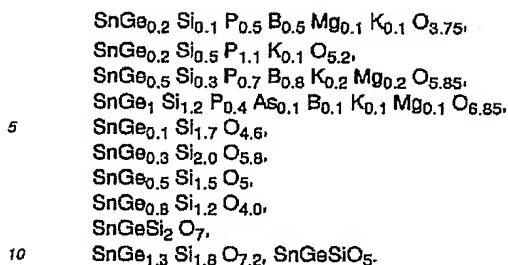 SnGe0.2 Si0.1 P0.5 B0.5 Mg0.1 K0.1 O3.75,
SnGe0.2 Si0.5 P1.1 K0.1 O5.2,
SnGe0.5 Si0.3 P0.7 B0.8 K0.2 Mg0.2 O5.85,
SnGe1 Si1.2 P0.4 As0.1 B0.1 K0.1 Mg0.1 O6.85,
5 SnGe0.1 Si1.7 O4.6,
SnGe0.3 Si2.0 O5.8,
SnGe0.5 Si1.5 O5,
SnGe0.8 Si1.2 O4.0,
SnGeSi2 O7,
10 SnGe1.3 Si1.8 O7.2, SnGeSiO5.